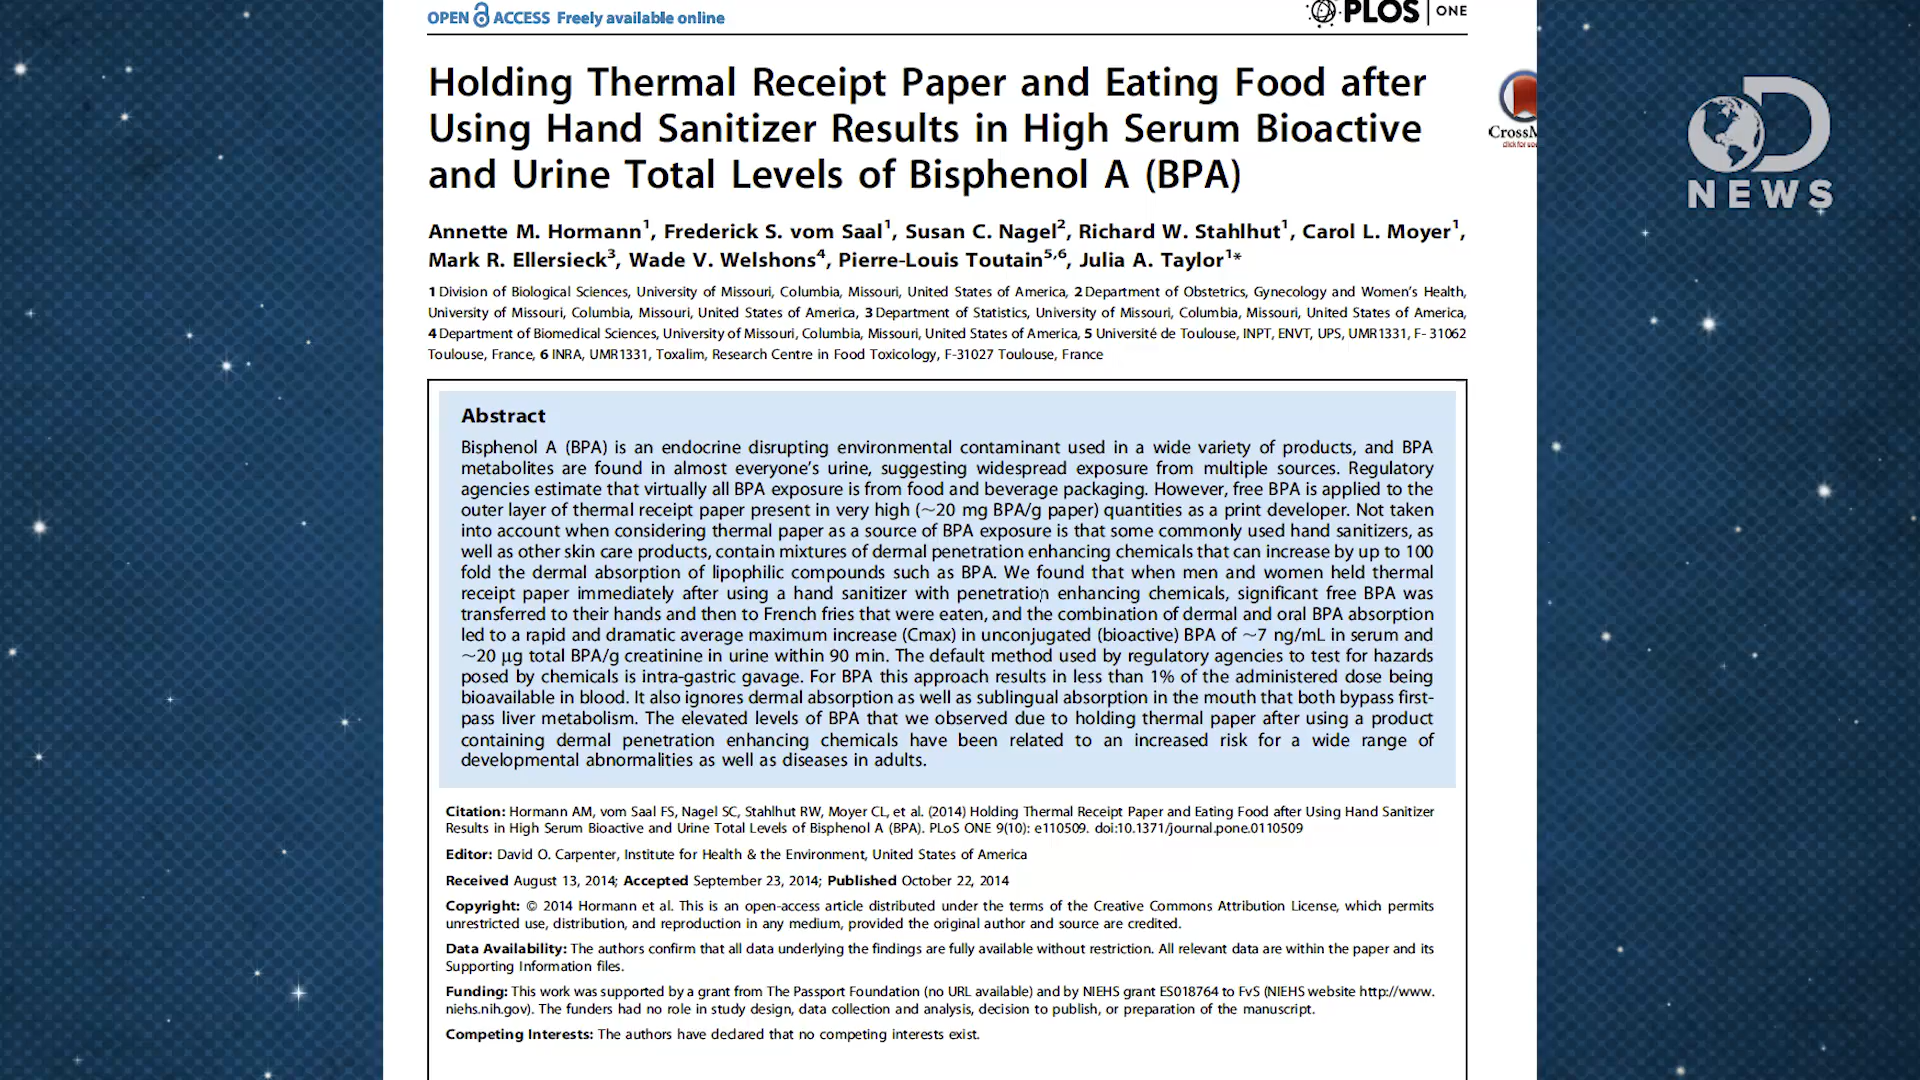 OPEN ACCESS Freely available online
PLOS ONE
Holding Thermal Receipt Paper and Eating Food after
Using Hand Sanitizer Results in High Serum Bioactive
and Urine Total Levels of Bisphenol A (BPA)
CrossM
click for
D
NEWS
Annette M. Hormann1, Frederick S. vom Saal1, Susan C. Nagel2, Richard W. Stahlhut1, Carol L. Moyer1,
Mark R. Ellersieck3, Wade V. Welshons4, Pierre-Louis Toutain5,6, Julia A. Taylor1*
1 Division of Biological Sciences, University of Missouri, Columbia, Missouri, United States of America, 2 Department of Obstetrics, Gynecology and Women's Health,
University of Missouri, Columbia, Missouri, United States of America, 3 Department of Statistics, University of Missouri, Columbia, Missouri, United States of America,
4 Department of Biomedical Sciences, University of Missouri, Columbia, Missouri, United States of America, 5 Université de Toulouse, INPT, ENVT, UPS, UMR1331, F- 31062
Toulouse, France, 6 INRA, UMR1331, Toxalim, Research Centre in Food Toxicology, F-31027 Toulouse, France
Abstract
Bisphenol A (BPA) is an endocrine disrupting environmental contaminant used in a wide variety of products, and BPA
metabolites are found in almost everyone's urine, suggesting widespread exposure from multiple sources. Regulatory
agencies estimate that virtually all BPA exposure is from food and beverage packaging. However, free BPA is applied to the
outer layer of thermal receipt paper present in very high (~20 mg BPA/g paper) quantities as a print developer. Not taken
into account when considering thermal paper as a source of BPA exposure is that some commonly used hand sanitizers, as
well as other skin care products, contain mixtures of dermal penetration enhancing chemicals that can increase by up to 100
fold the dermal absorption of lipophilic compounds such as BPA. We found that when men and women held thermal
receipt paper immediately after using a hand sanitizer with penetration enhancing chemicals, significant free BPA was
transferred to their hands and then to French fries that were eaten, and the combination of dermal and oral BPA absorption
led to a rapid and dramatic average maximum increase (Cmax) in unconjugated (bioactive) BPA of ~7 ng/mL in serum and
~20 µg total BPA/g creatinine in urine within 90 min. The default method used by regulatory agencies to test for hazards
posed by chemicals is intra-gastric gavage. For BPA this approach results in less than 1% of the administered dose being
bioavailable in blood. It also ignores dermal absorption as well as sublingual absorption in the mouth that both bypass first-
pass liver metabolism. The elevated levels of BPA that we observed due to holding thermal paper after using a product
containing dermal penetration enhancing chemicals have been related to an increased risk for a wide range of
developmental abnormalities as well as diseases in adults.
Citation: Hormann AM, vom Saal FS, Nagel SC, Stahlhut RW, Moyer CL, et al. (2014) Holding Thermal Receipt Paper and Eating Food after Using Hand Sanitizer
Results in High Serum Bioactive and Urine Total Levels of Bisphenol A (BPA). PLoS ONE 9(10): e110509. doi:10.1371/journal.pone.0110509
Editor: David O. Carpenter, Institute for Health & the Environment, United States of America
Received August 13, 2014; Accepted September 23, 2014; Published October 22, 2014
Copyright: © 2014 Hormann et al. This is an open-access article distributed under the terms of the Creative Commons Attribution License, which permits
unrestricted use, distribution, and reproduction in any medium, provided the original author and source are credited.
Data Availability: The authors confirm that all data underlying the findings are fully available without restriction. All relevant data are within the paper and its
Supporting Information files.
Funding: This work was supported by a grant from The Passport Foundation (no URL available) and by NIEHS grant ES018764 to FvS (NIEHS website http://www.
niehs.nih.gov). The funders had no role in study design, data collection and analysis, decision to publish, or preparation of the manuscript.
Competing Interests: The authors have declared that no competing interests exist.